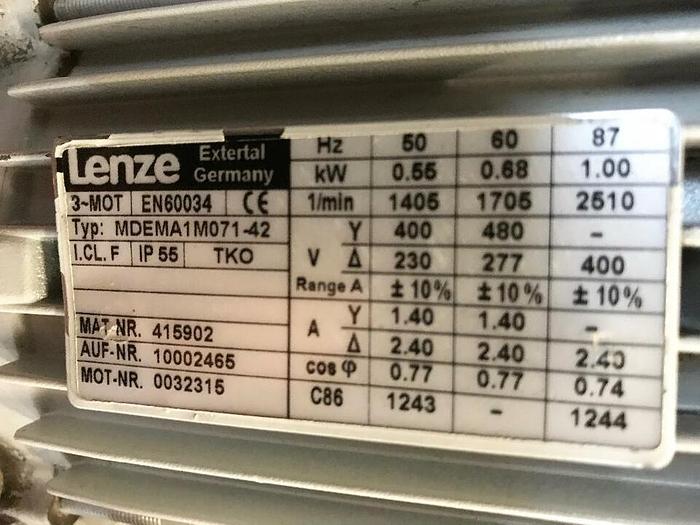 Lenze Extertal Germany
3~MOT EN60034 CE
Typ: MDEMA1M071-42
I.CL. F IP 55 TKO
MAT-NR. 415902
AUF-NR. 10002465
MOT-NR. 0032315
Hz 50 60 87
kW 0.55 0.68 1.00
1/min 1405 1705 2510
V Y 400 480 –
Δ 230 277 400
Range A ± 10% ± 10% ± 10%
A Y 1.40 1.40 –
Δ 2.40 2.40 2.40
cos φ 0.77 0.77 0.74
C86 1243 – 1244